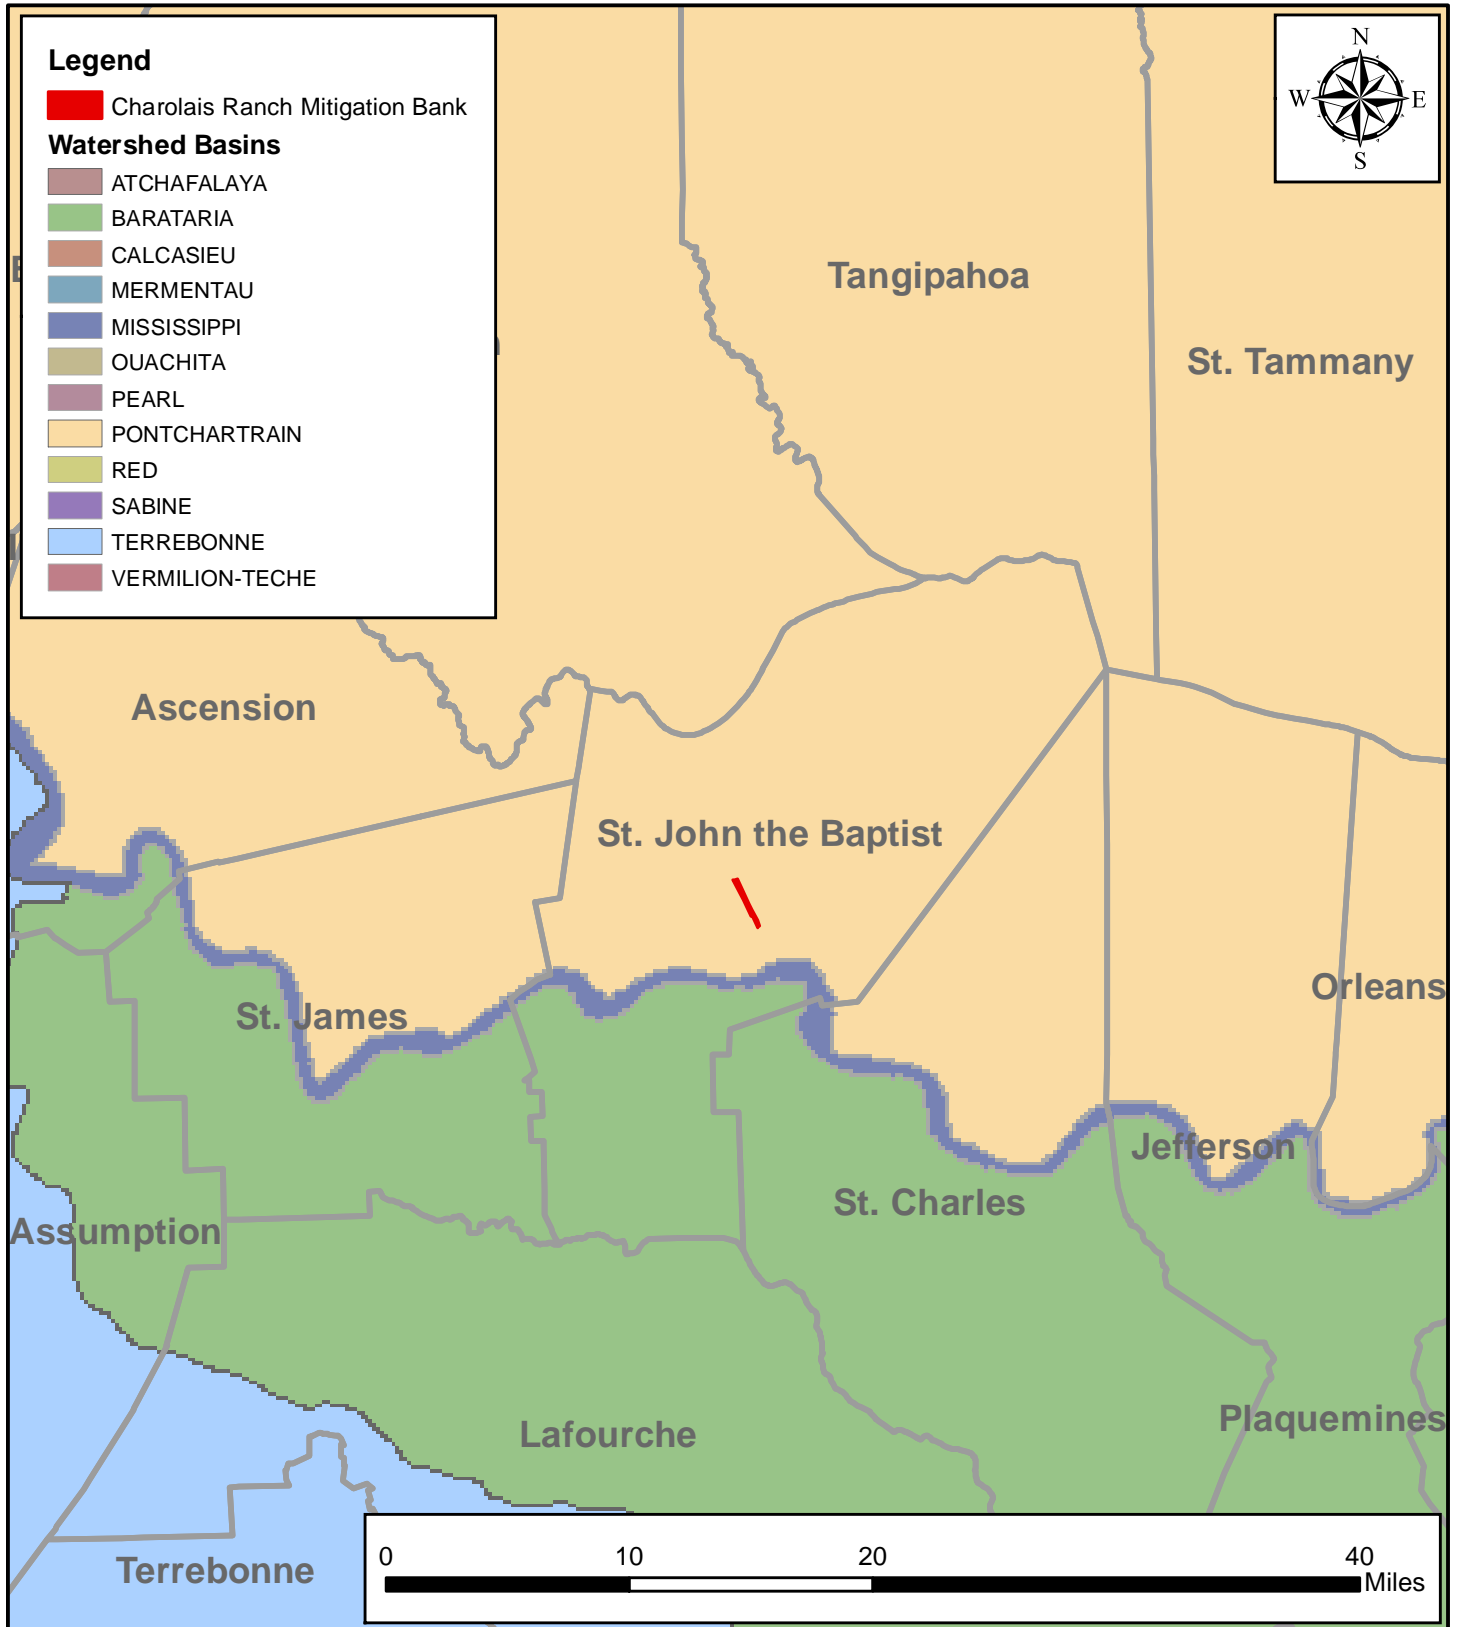 Legend
Charolais Ranch Mitigation Bank
Watershed Basins
ATCHAFALAYA
BARATARIA
CALCASIEU
MERMENTAU
MISSISSIPPI
OUACHITA
PEARL
PONTCHARTRAIN
RED
SABINE
TERREBONNE
VERMILION-TECHE
N
W E
S
Tangipahoa
St. Tammany
Ascension
St. John the Baptist
Orleans
St. James
Jefferson
St. Charles
Assumption
Plaquemines
Lafourche
Terrebonne
0 10 20 40
Miles